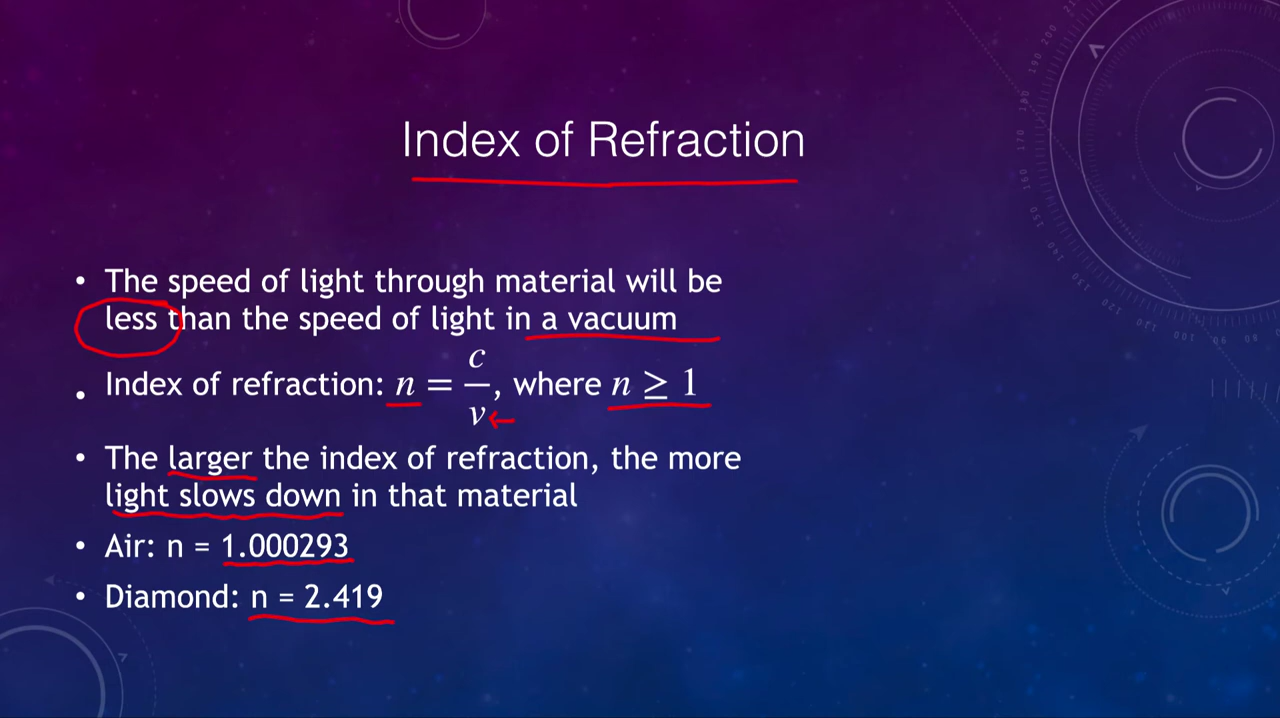 Index of Refraction
• The speed of light through material will be
less than the speed of light in a vacuum
• Index of refraction: n = c/v, where n ≥ 1
• The larger the index of refraction, the more
light slows down in that material
• Air: n = 1.000293
• Diamond: n = 2.419